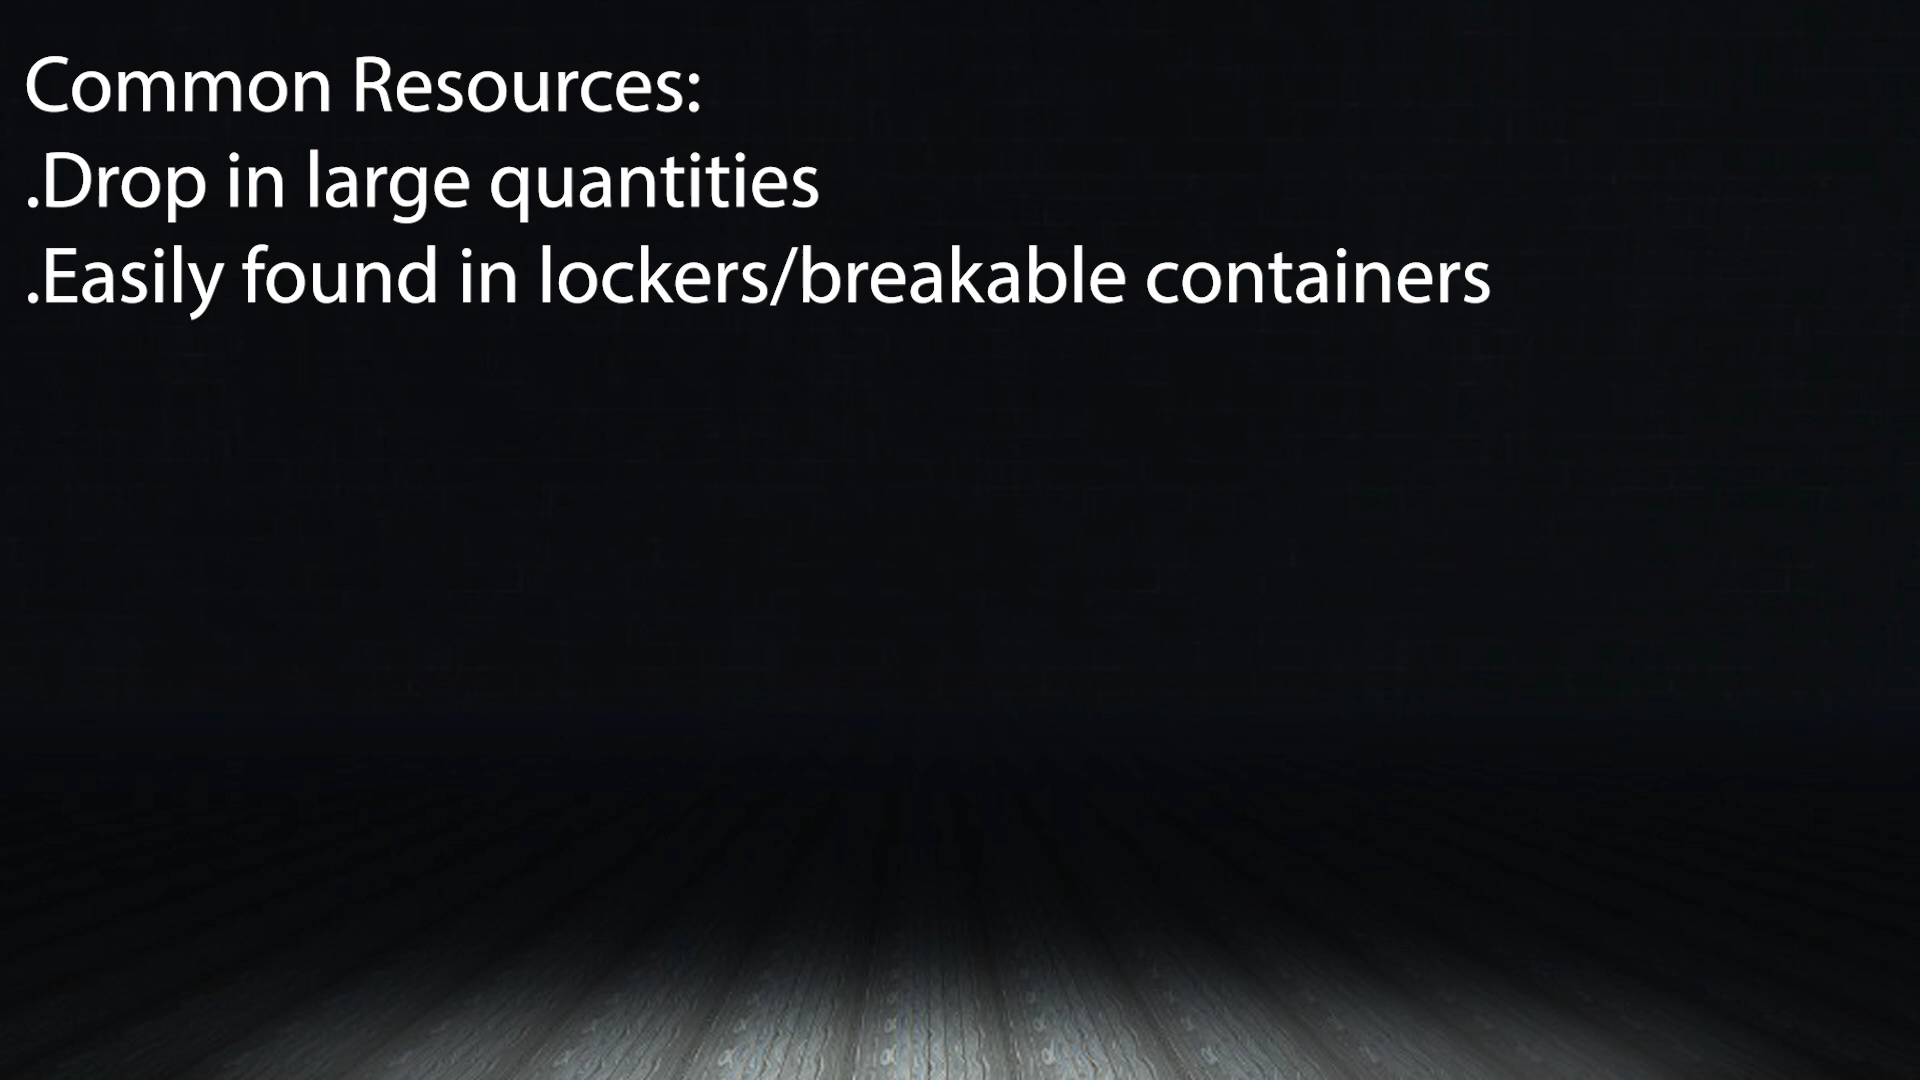 Common Resources:
.Drop in large quantities
.Easily found in lockers/breakable containers